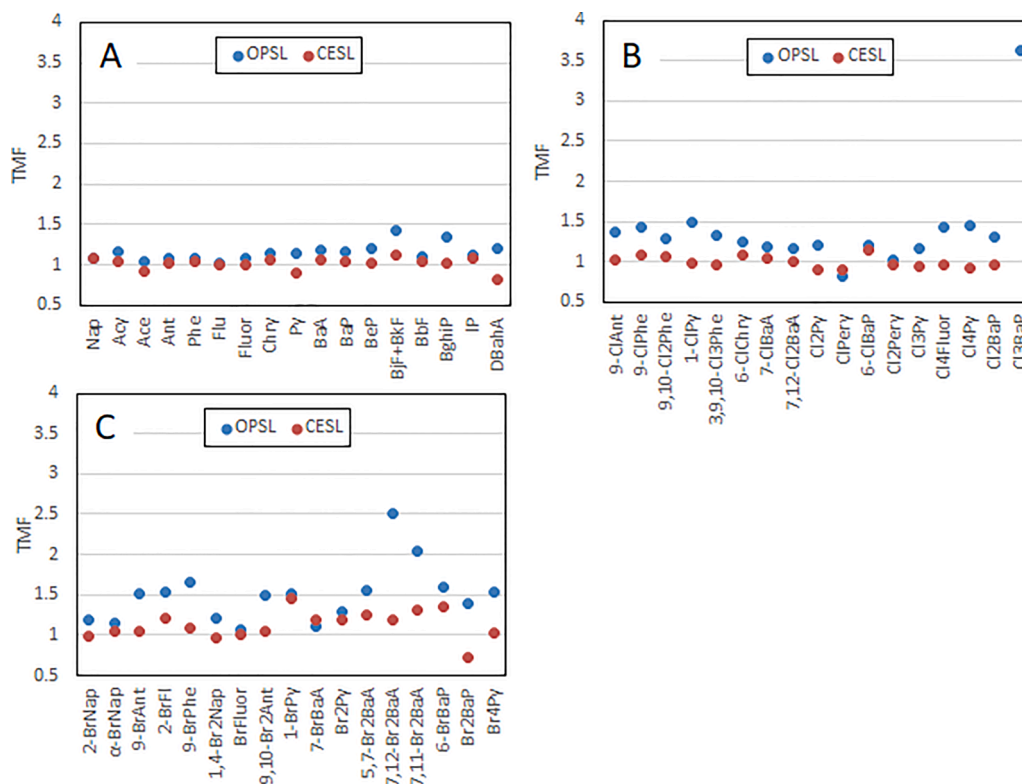 A
OPSL CESL
TMF
4
3.5
3
2.5
2
1.5
1
0.5
Nap
Acy
Ace
Ant
Phe
Flu
Fluor
Chry
Py
BaA
BaP
BeP
BjF+BkF
BbF
BghiP
IP
DBahA
B
OPSL CESL
TMF
4
3.5
3
2.5
2
1.5
1
0.5
9-ClAnt
9-ClPhe
9,10-Cl2Phe
1-ClPy
3,9,10-Cl3Phe
6-ClChry
7-ClBaA
7,12-Cl2BaA
Cl2Py
ClPery
6-ClBaP
Cl2Pery
Cl3Py
Cl4Fluor
Cl4Py
Cl2BaP
Cl3BaP
C
OPSL CESL
TMF
4
3.5
3
2.5
2
1.5
1
0.5
2-BrNap
α-BrNap
9-BrAnt
2-BrFl
9-BrPhe
1,4-Br2Nap
BrFluor
9,10-Br2Ant
1-BrPy
7-BrBaA
Br2Py
5,7-Br2BaA
7,12-Br2BaA
7,11-Br2BaA
6-BrBaP
Br2BaP
Br4Py